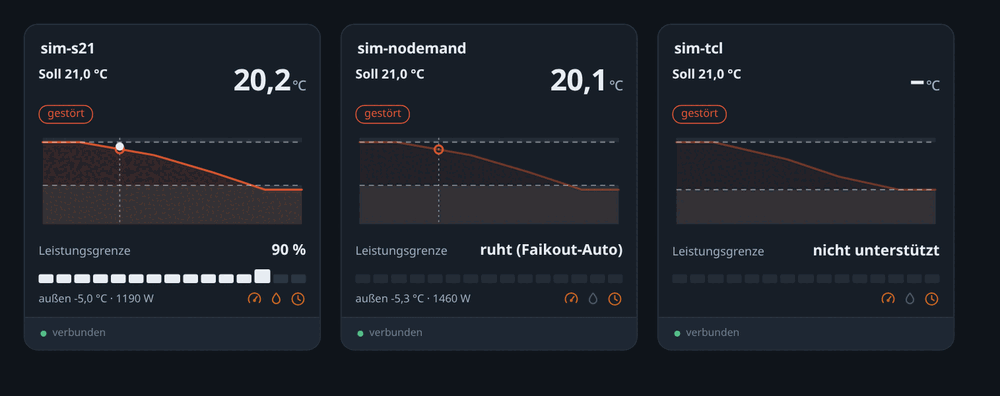 sim-s21
Soll 21,0 °C
20,2 °C
gestört
Leistungsgrenze 90 %
außen -5,0 °C · 1190 W
verbunden
sim-nodemand
Soll 21,0 °C
20,1 °C
gestört
Leistungsgrenze ruht (Faikout-Auto)
außen -5,3 °C · 1460 W
verbunden
sim-tcl
Soll 21,0 °C
– °C
gestört
Leistungsgrenze nicht unterstützt
verbunden